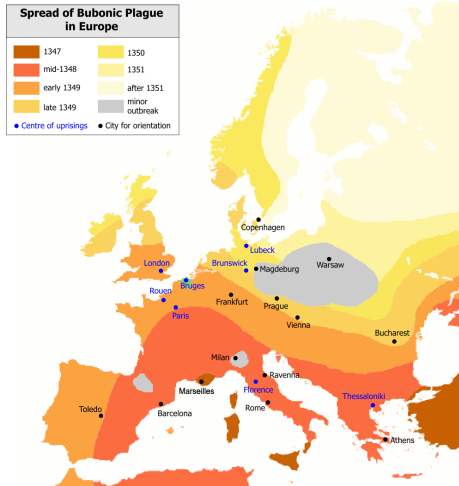 Spread of Bubonic Plague
in Europe
1347
mid-1348
early 1349
late 1349
1350
1351
after 1351
minor
outbreak
Centre of uprisings
City for orientation
Copenhagen
Lubeck
London
Brunswick
Magdeburg
Warsaw
Bruges
Rouen
Frankfurt
Prague
Paris
Vienna
Bucharest
Milan
Ravenna
Marseilles
Florence
Toledo
Barcelona
Rome
Thessaloniki
Athens